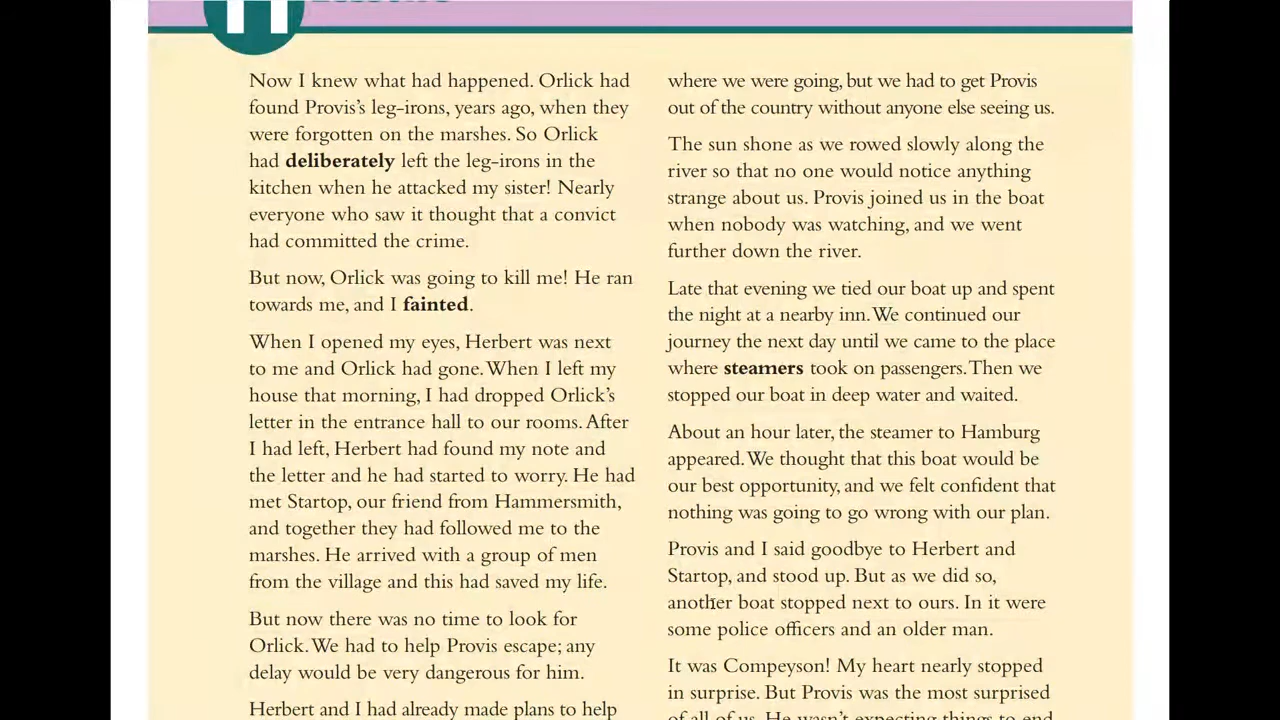 Now I knew what had happened. Orlick had
found Provis's leg-irons, years ago, when they
were forgotten on the marshes. So Orlick
had deliberately left the leg-irons in the
kitchen when he attacked my sister! Nearly
everyone who saw it thought that a convict
had committed the crime.
But now, Orlick was going to kill me! He ran
towards me, and I fainted.
When I opened my eyes, Herbert was next
to me and Orlick had gone. When I left my
house that morning, I had dropped Orlick's
letter in the entrance hall to our rooms. After
I had left, Herbert had found my note and
the letter and he had started to worry. He had
met Startop, our friend from Hammersmith,
and together they had followed me to the
marshes. He arrived with a group of men
from the village and this had saved my life.
But now there was no time to look for
Orlick. We had to help Provis escape; any
delay would be very dangerous for him.
Herbert and I had already made plans to help
where we were going, but we had to get Provis
out of the country without anyone else seeing us.
The sun shone as we rowed slowly along the
river so that no one would notice anything
strange about us. Provis joined us in the boat
when nobody was watching, and we went
further down the river.
Late that evening we tied our boat up and spent
the night at a nearby inn. We continued our
journey the next day until we came to the place
where steamers took on passengers. Then we
stopped our boat in deep water and waited.
About an hour later, the steamer to Hamburg
appeared. We thought that this boat would be
our best opportunity, and we felt confident that
nothing was going to go wrong with our plan.
Provis and I said goodbye to Herbert and
Startop, and stood up. But as we did so,
another boat stopped next to ours. In it were
some police officers and an older man.
It was Compeyson! My heart nearly stopped
in surprise. But Provis was the most surprised
of all of us. He wasn't expecting things to end